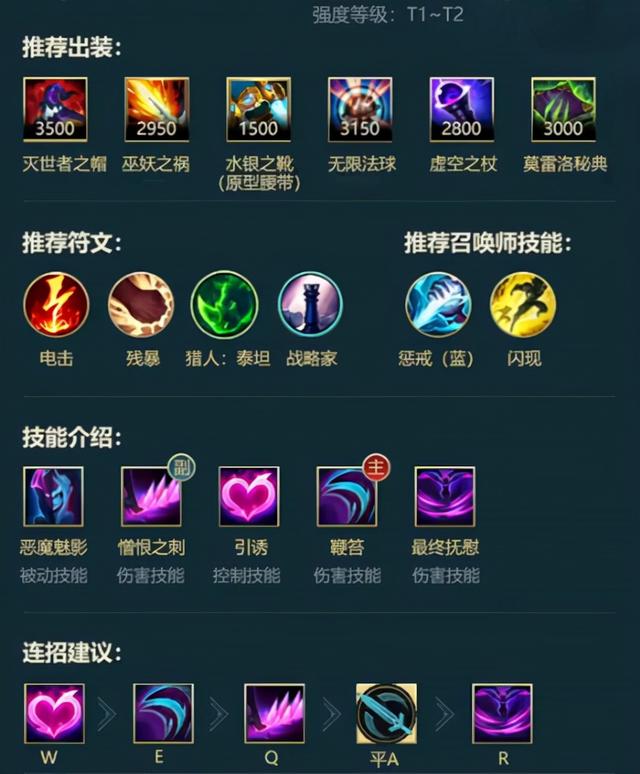 强度等级：T1~T2
推荐出装：
3500 2950 1500 3150 2800 3000
灭世者之帽 巫妖之祸 水银之靴 无限法球 虚空之杖 莫雷洛秘典
(原型腰带)
推荐符文： 推荐召唤师技能：
电击 残暴 猎人：泰坦 战略家 惩戒（蓝） 闪现
技能介绍：
副 主
恶魔魅影 憎恨之刺 引诱 鞭笞 最终抚慰
被动技能 伤害技能 控制技能 伤害技能 伤害技能
连招建议：
W E Q 平A R